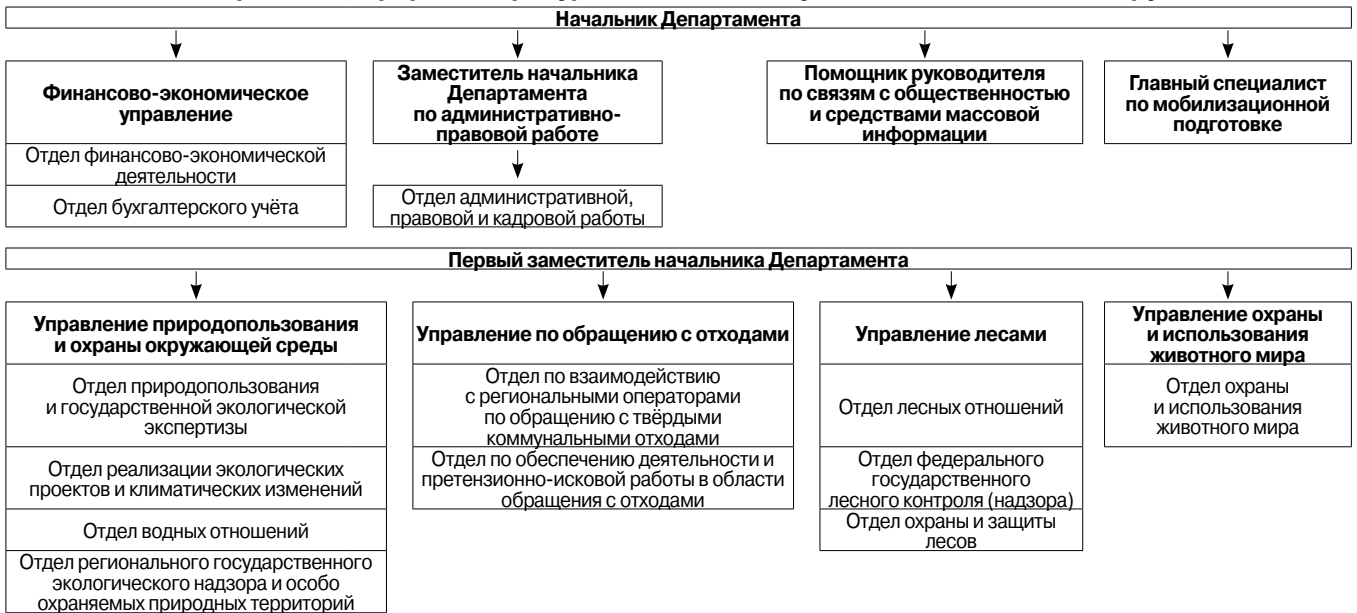 Начальник Департамента
Финансово-экономическое
управление
Отдел финансово-экономической
деятельности
Отдел бухгалтерского учёта
Заместитель начальника
Департамента
по административно-
правовой работе
Отдел административной,
правовой и кадровой работы
Помощник руководителя
по связям с общественностью
и средствами массовой
информации
Главный специалист
по мобилизационной
подготовке
Первый заместитель начальника Департамента
Управление природопользования
и охраны окружающей среды
Отдел природопользования
и государственной экологической
экспертизы
Отдел реализации экологических
проектов и климатических изменений
Отдел водных отношений
Отдел регионального государственного
экологического надзора и особо
охраняемых природных территорий
Управление по обращению с отходами
Отдел по взаимодействию
с региональными операторами
по обращению с твёрдыми
коммунальными отходами
Отдел по обеспечению деятельности и
претензионно-исковой работы в области
обращения с отходами
Управление лесами
Отдел лесных отношений
Отдел федерального
государственного
лесного контроля (надзора)
Отдел охраны и защиты
лесов
Управление охраны
и использования
животного мира
Отдел охраны
и использования
животного мира